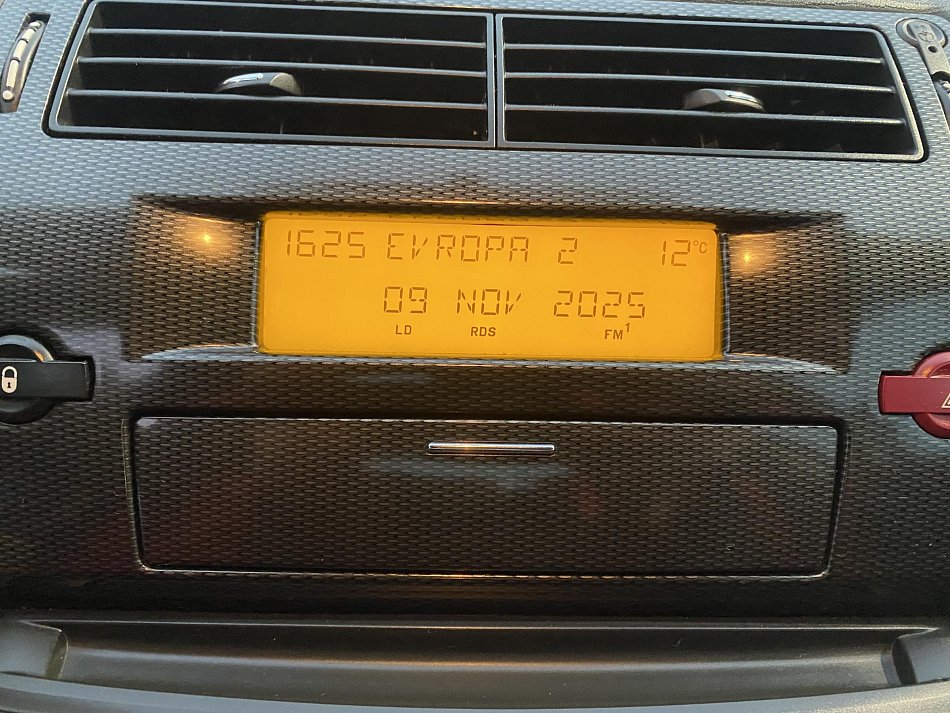 1625 EVROPA 2 12°C
09 NOV 2025
LD RDS FM1